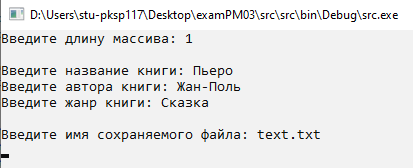 D:\Users\stu-pksp117\Desktop\examPM03\src\src\bin\Debug\src.exe
Введите длину массива: 1
Введите название книги: Пьеро
Введите автора книги: Жан-Поль
Введите жанр книги: Сказка
Введите имя сохраняемого файла: text.txt